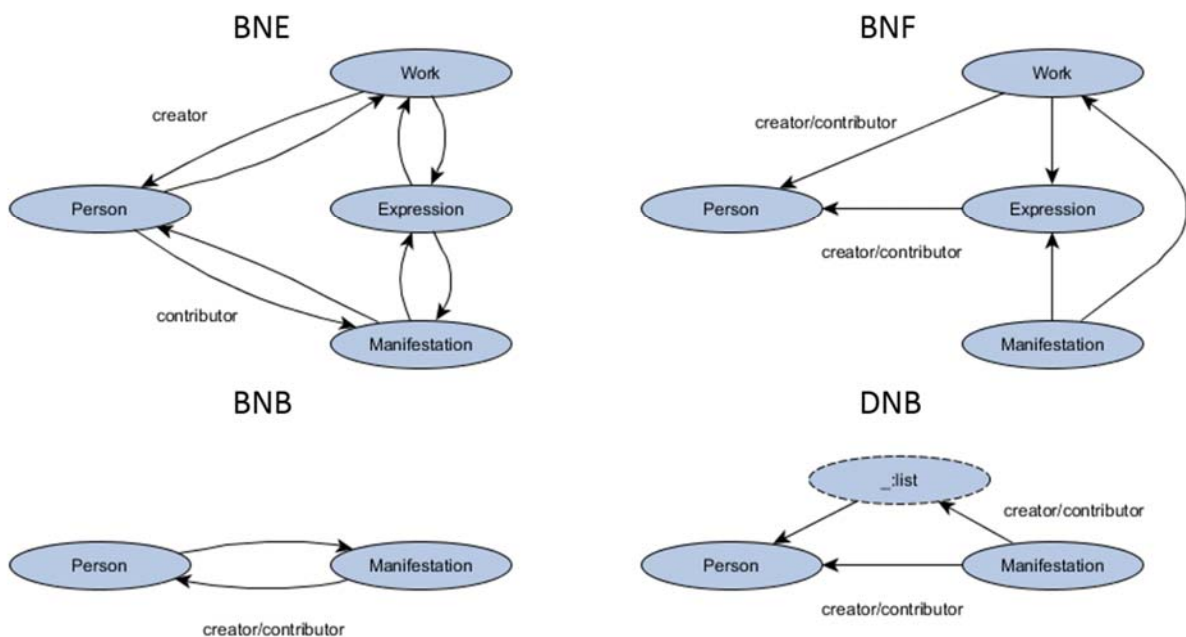 BNE
Work
creator
Person
Expression
contributor
Manifestation
BNF
Work
creator/contributor
Person
Expression
creator/contributor
Manifestation
BNB
Person
Manifestation
creator/contributor
DNB
_:list
creator/contributor
Person
Manifestation
creator/contributor